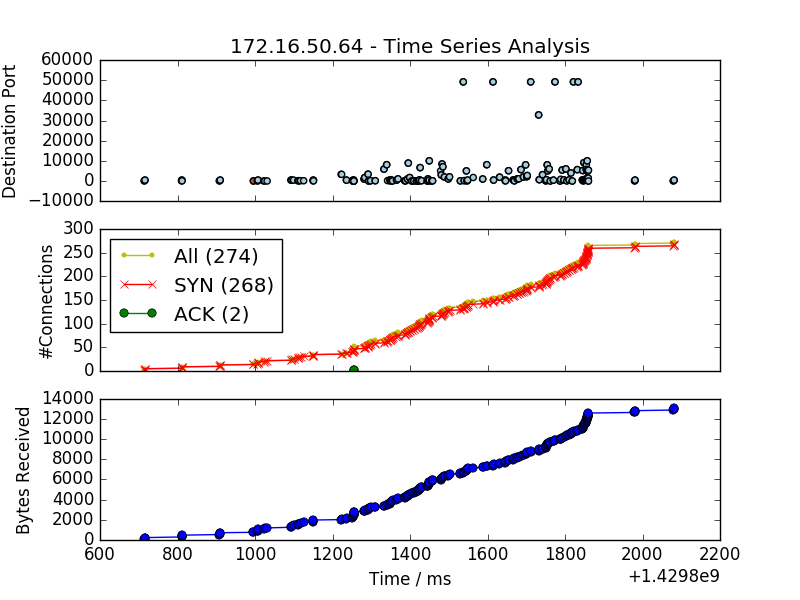 172.16.50.64 - Time Series Analysis
60000
50000
40000
30000
20000
10000
0
−10000
Destination Port
300
250
200
150
100
50
0
#Connections
All (274)
SYN (268)
ACK (2)
14000
12000
10000
8000
6000
4000
2000
0
Bytes Received
600 800 1000 1200 1400 1600 1800 2000 2200
Time / ms
+1.4298e9